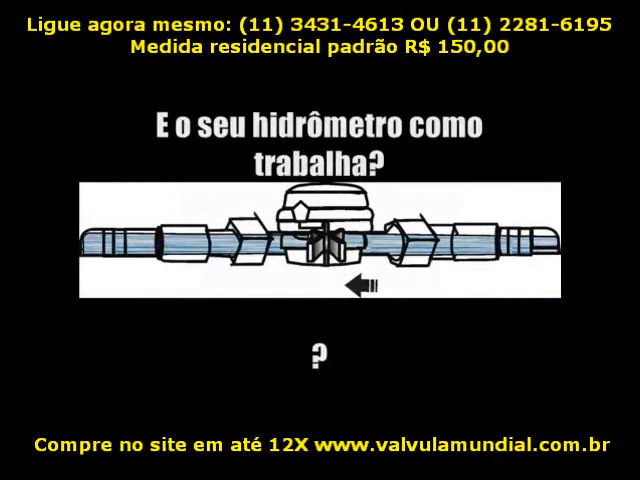 Ligue agora mesmo: (11) 3431-4613 OU (11) 2281-6195
Medida residencial padrão R$ 150,00
E o seu hidrômetro como
trabalha?
?
Compre no site em até 12X www.valvulamundial.com.br